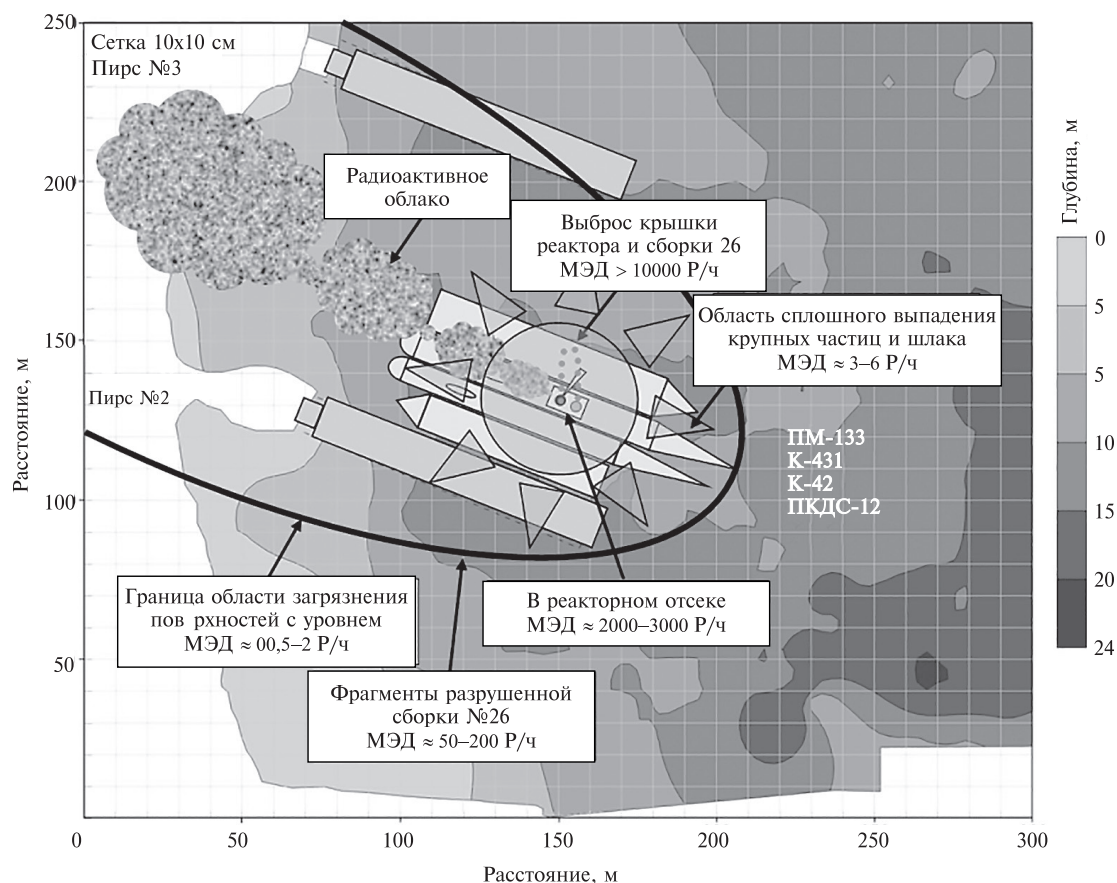 250
Сетка 10x10 см
Пирс №3
Радиоактивное
облако
200
Выброс крышки
реактора и сборки 26
МЭД > 10000 Р/ч
Область сплошного выпадения
крупных частиц и шлака
МЭД ≈ 3–6 Р/ч
150
Пирс №2
ПМ-133
К-431
К-42
ПКДС-12
100
Граница области загрязнения
пов рхностей с уровнем
МЭД ≈ 00,5–2 Р/ч
В реакторном отсеке
МЭД ≈ 2000–3000 Р/ч
50
Фрагменты разрушенной
сборки №26
МЭД ≈ 50–200 Р/ч
Расстояние, м
0 50 100 150 200 250 300
Расстояние, м
Глубина, м
0
5
5
10
15
20
24